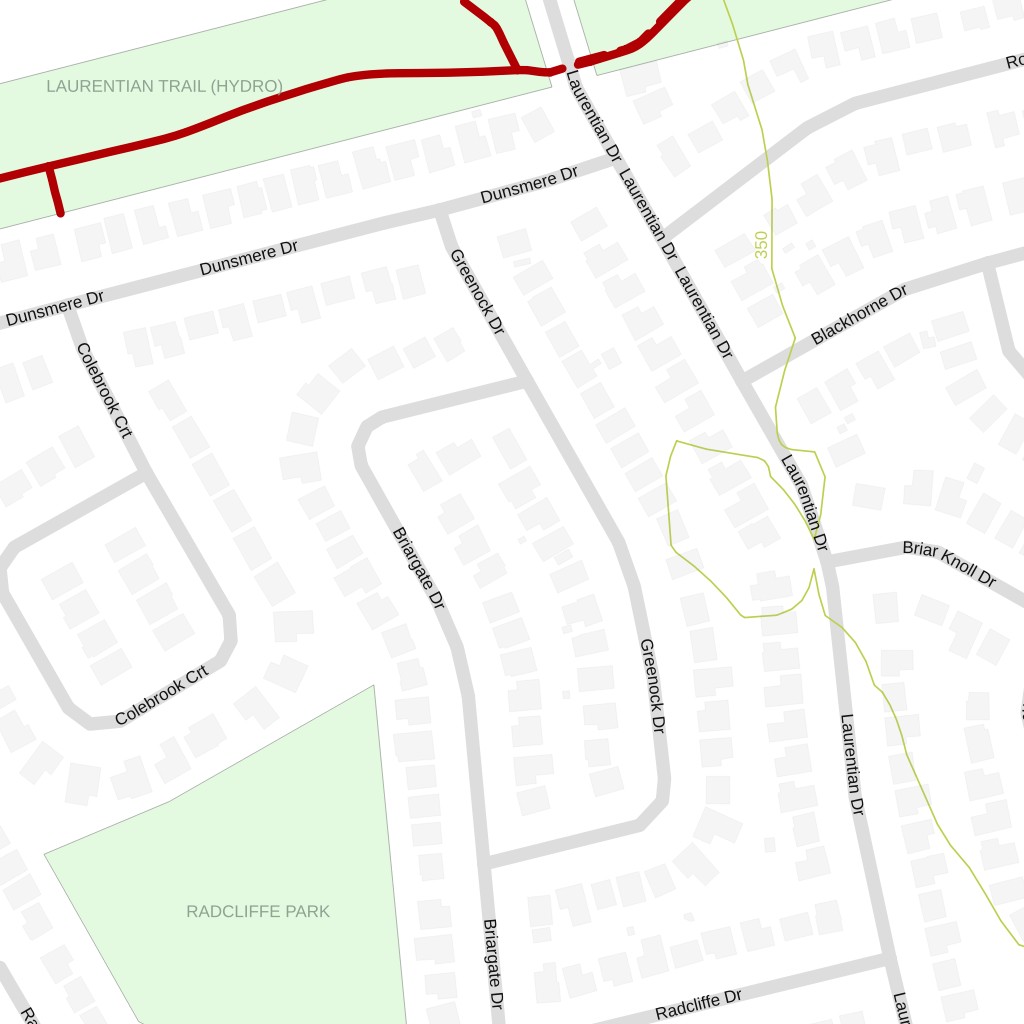 LAURENTIAN TRAIL (HYDRO)
Laurentian Dr
Dunsmere Dr
Laurentian Dr
350
Dunsmere Dr
Greenock Dr
Laurentian Dr
Dunsmere Dr
Blackhorne Dr
Colebrook Crt
Laurentian Dr
Briargate Dr
Briar Knoll Dr
Greenock Dr
Colebrook Crt
Laurentian Dr
RADCLIFFE PARK
Briargate Dr
Radcliffe Dr